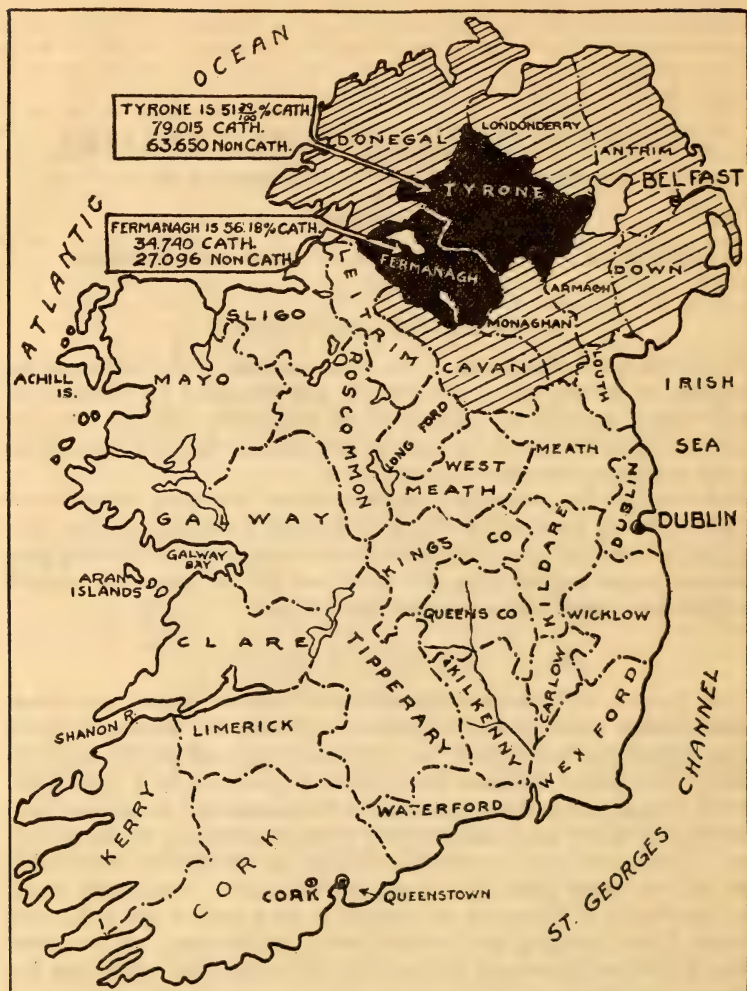 OCEAN
TYRONE IS 51 29/100 % CATH.
79.015 CATH.
63.650 NON CATH.
DONEGAL
LONDONDERRY
ANTRIM
TYRONE
BELFAST
FERMANAGH IS 56.18% CATH.
34.740 CATH.
27.096 NON CATH.
FERMANAGH
DOWN
ARMAGH
MONAGHAN
ATLANTIC
LEITRIM
SLIGO
CAVAN
LOUTH
ACHILL
IS.
MAYO
ROSCOMMON
IRISH
SEA
LONG FORD
WEST
MEATH
MEATH
GALWAY
DUBLIN
DUBLIN
KINGS CO
KILDARE
GALWAY
BAY
ARAN
ISLANDS
QUEENS CO
WICKLOW
CLARE
TIPPERARY
KILKENNY
CARLOW
SHANON R.
LIMERICK
WEXFORD
CHANNEL
WATERFORD
KERRY
CORK
CORK
QUEENSTOWN
ST. GEORGES